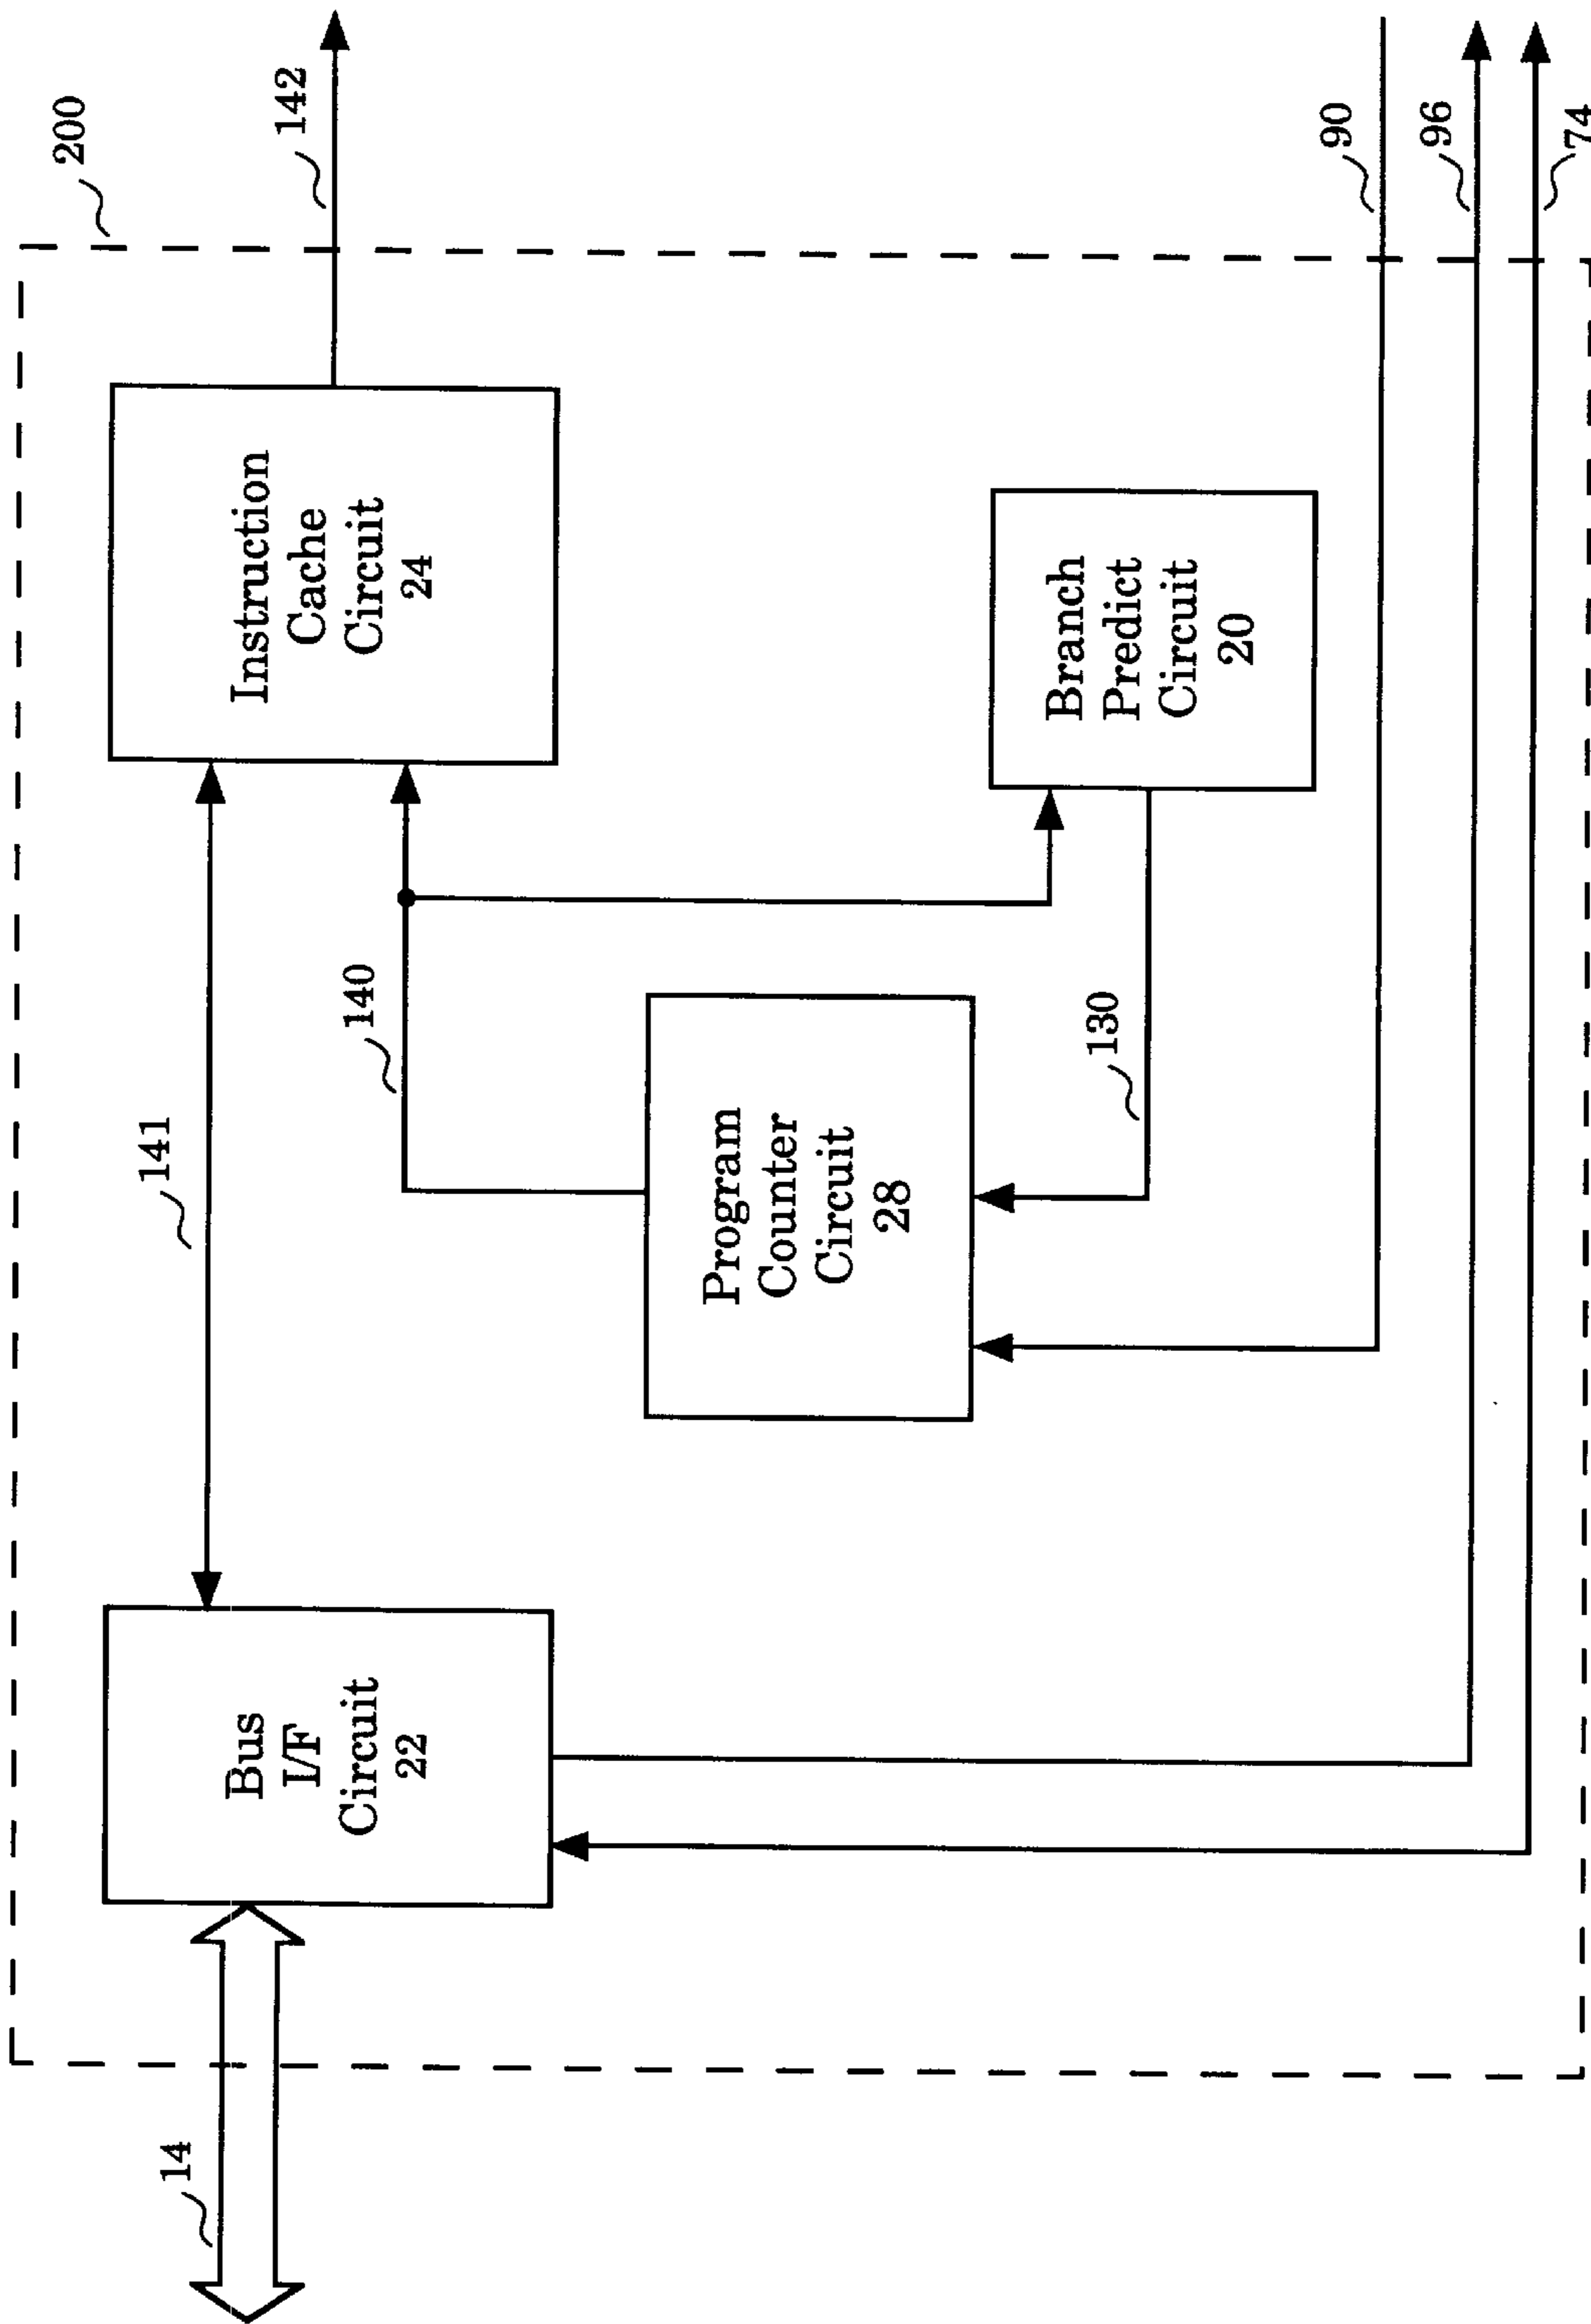 200
142
Instruction
Cache
Circuit
24
141
140
Bus
I/F
Circuit
22
14
Program
Counter
Circuit
28
Branch
Predict
Circuit
20
130
90
96
74